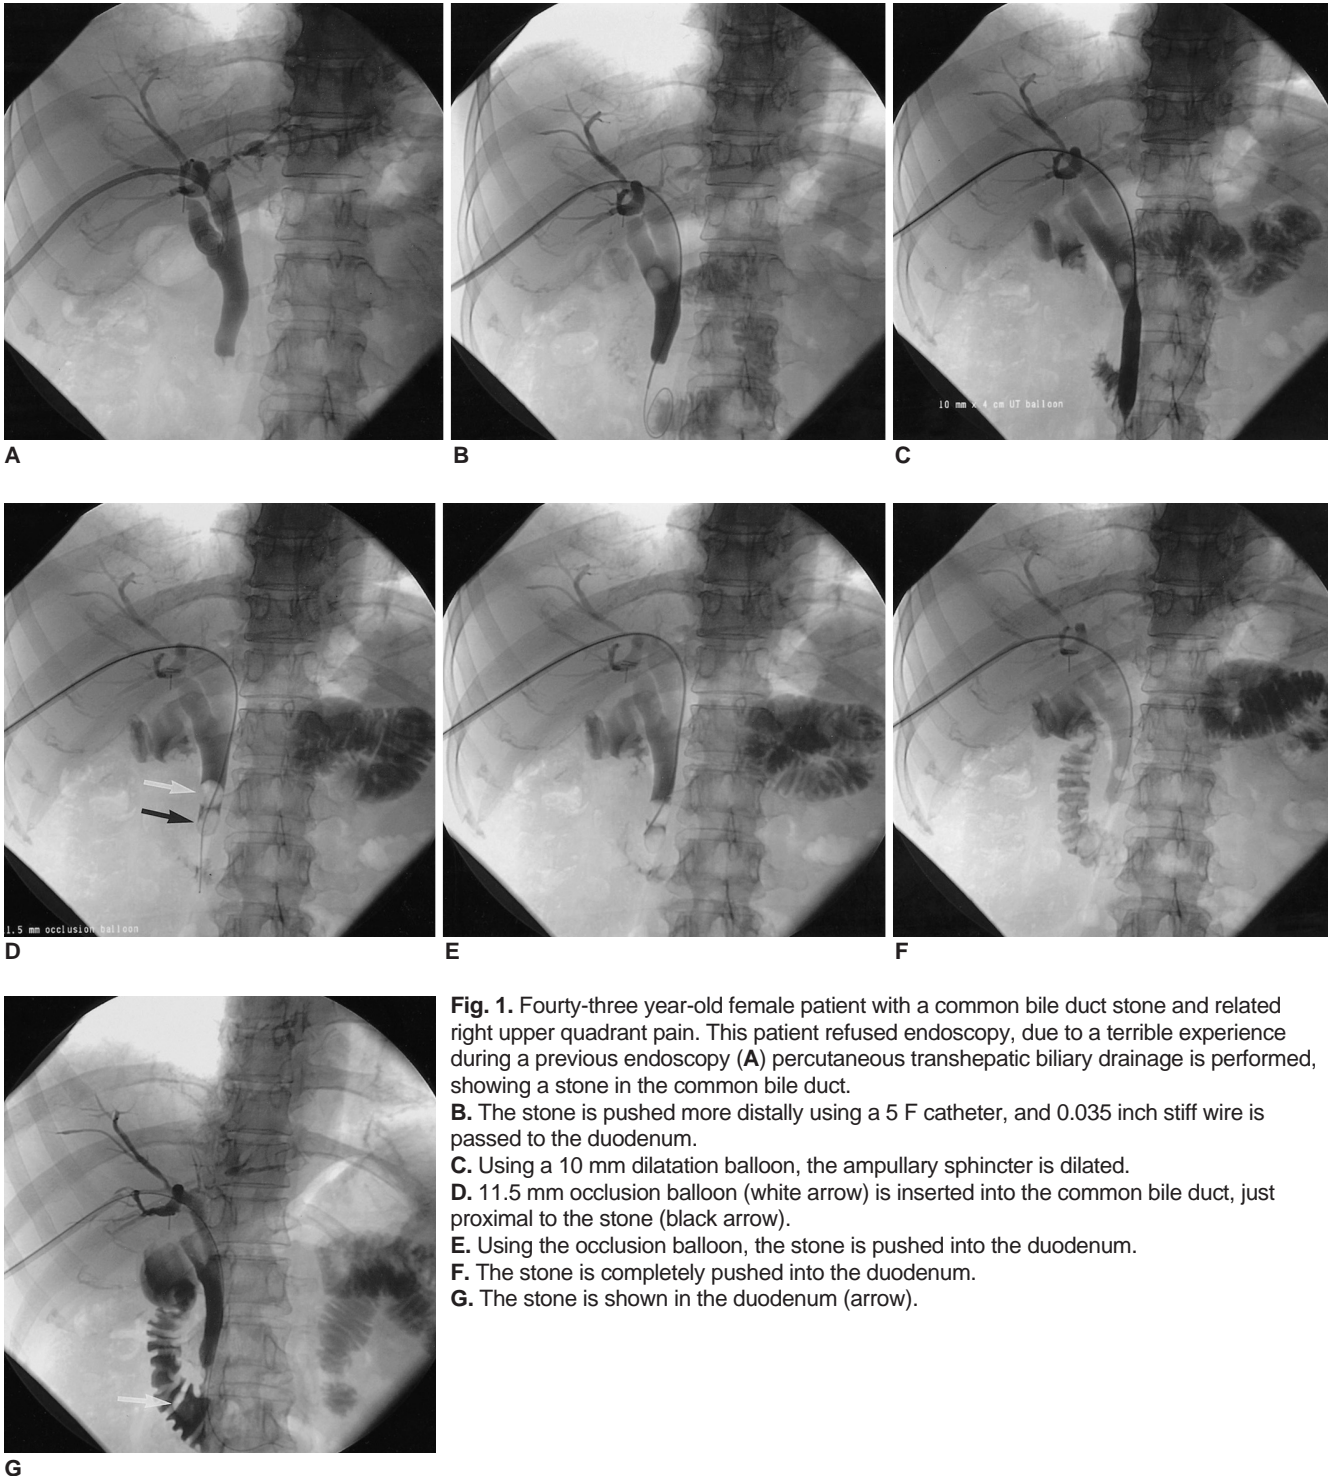 A
B
10 mm x 4 cm UT balloon
C
1.5 mm occlusion balloon
D
E
F
G
Fig. 1. Fourty-three year-old female patient with a common bile duct stone and related
right upper quadrant pain. This patient refused endoscopy, due to a terrible experience
during a previous endoscopy (A) percutaneous transhepatic biliary drainage is performed,
showing a stone in the common bile duct.
B. The stone is pushed more distally using a 5 F catheter, and 0.035 inch stiff wire is
passed to the duodenum.
C. Using a 10 mm dilatation balloon, the ampullary sphincter is dilated.
D. 11.5 mm occlusion balloon (white arrow) is inserted into the common bile duct, just
proximal to the stone (black arrow).
E. Using the occlusion balloon, the stone is pushed into the duodenum.
F. The stone is completely pushed into the duodenum.
G. The stone is shown in the duodenum (arrow).